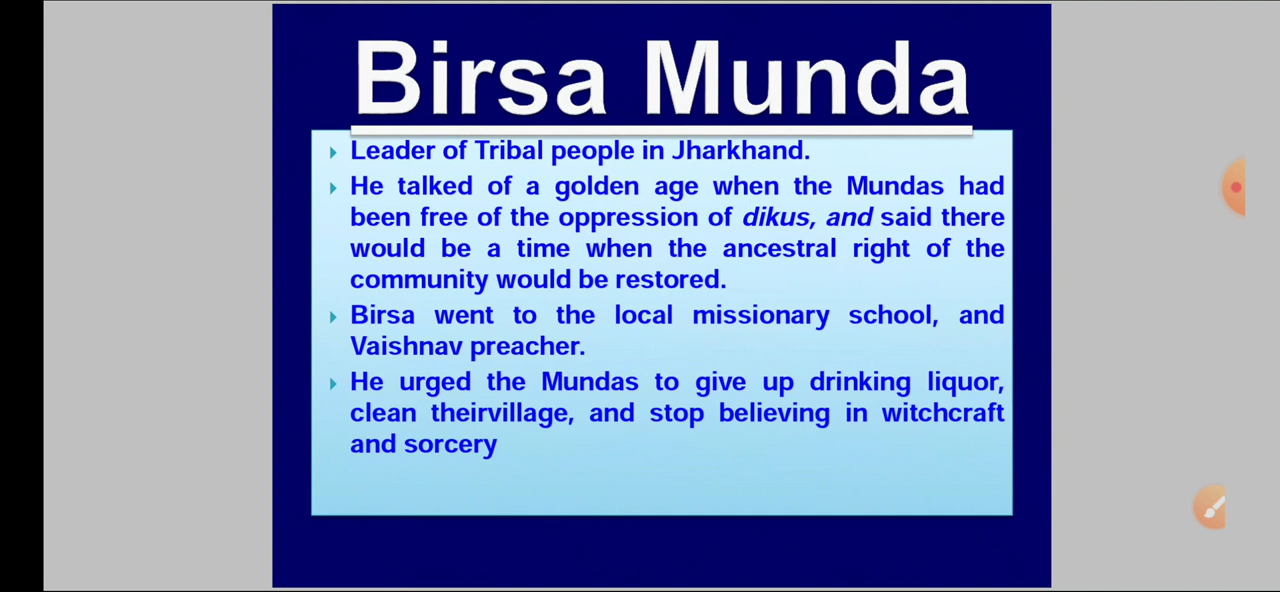 Birsa Munda
Leader of Tribal people in Jharkhand.
He talked of a golden age when the Mundas had
been free of the oppression of dikus, and said there
would be a time when the ancestral right of the
community would be restored.
Birsa went to the local missionary school, and
Vaishnav preacher.
He urged the Mundas to give up drinking liquor,
clean theirvillage, and stop believing in witchcraft
and sorcery